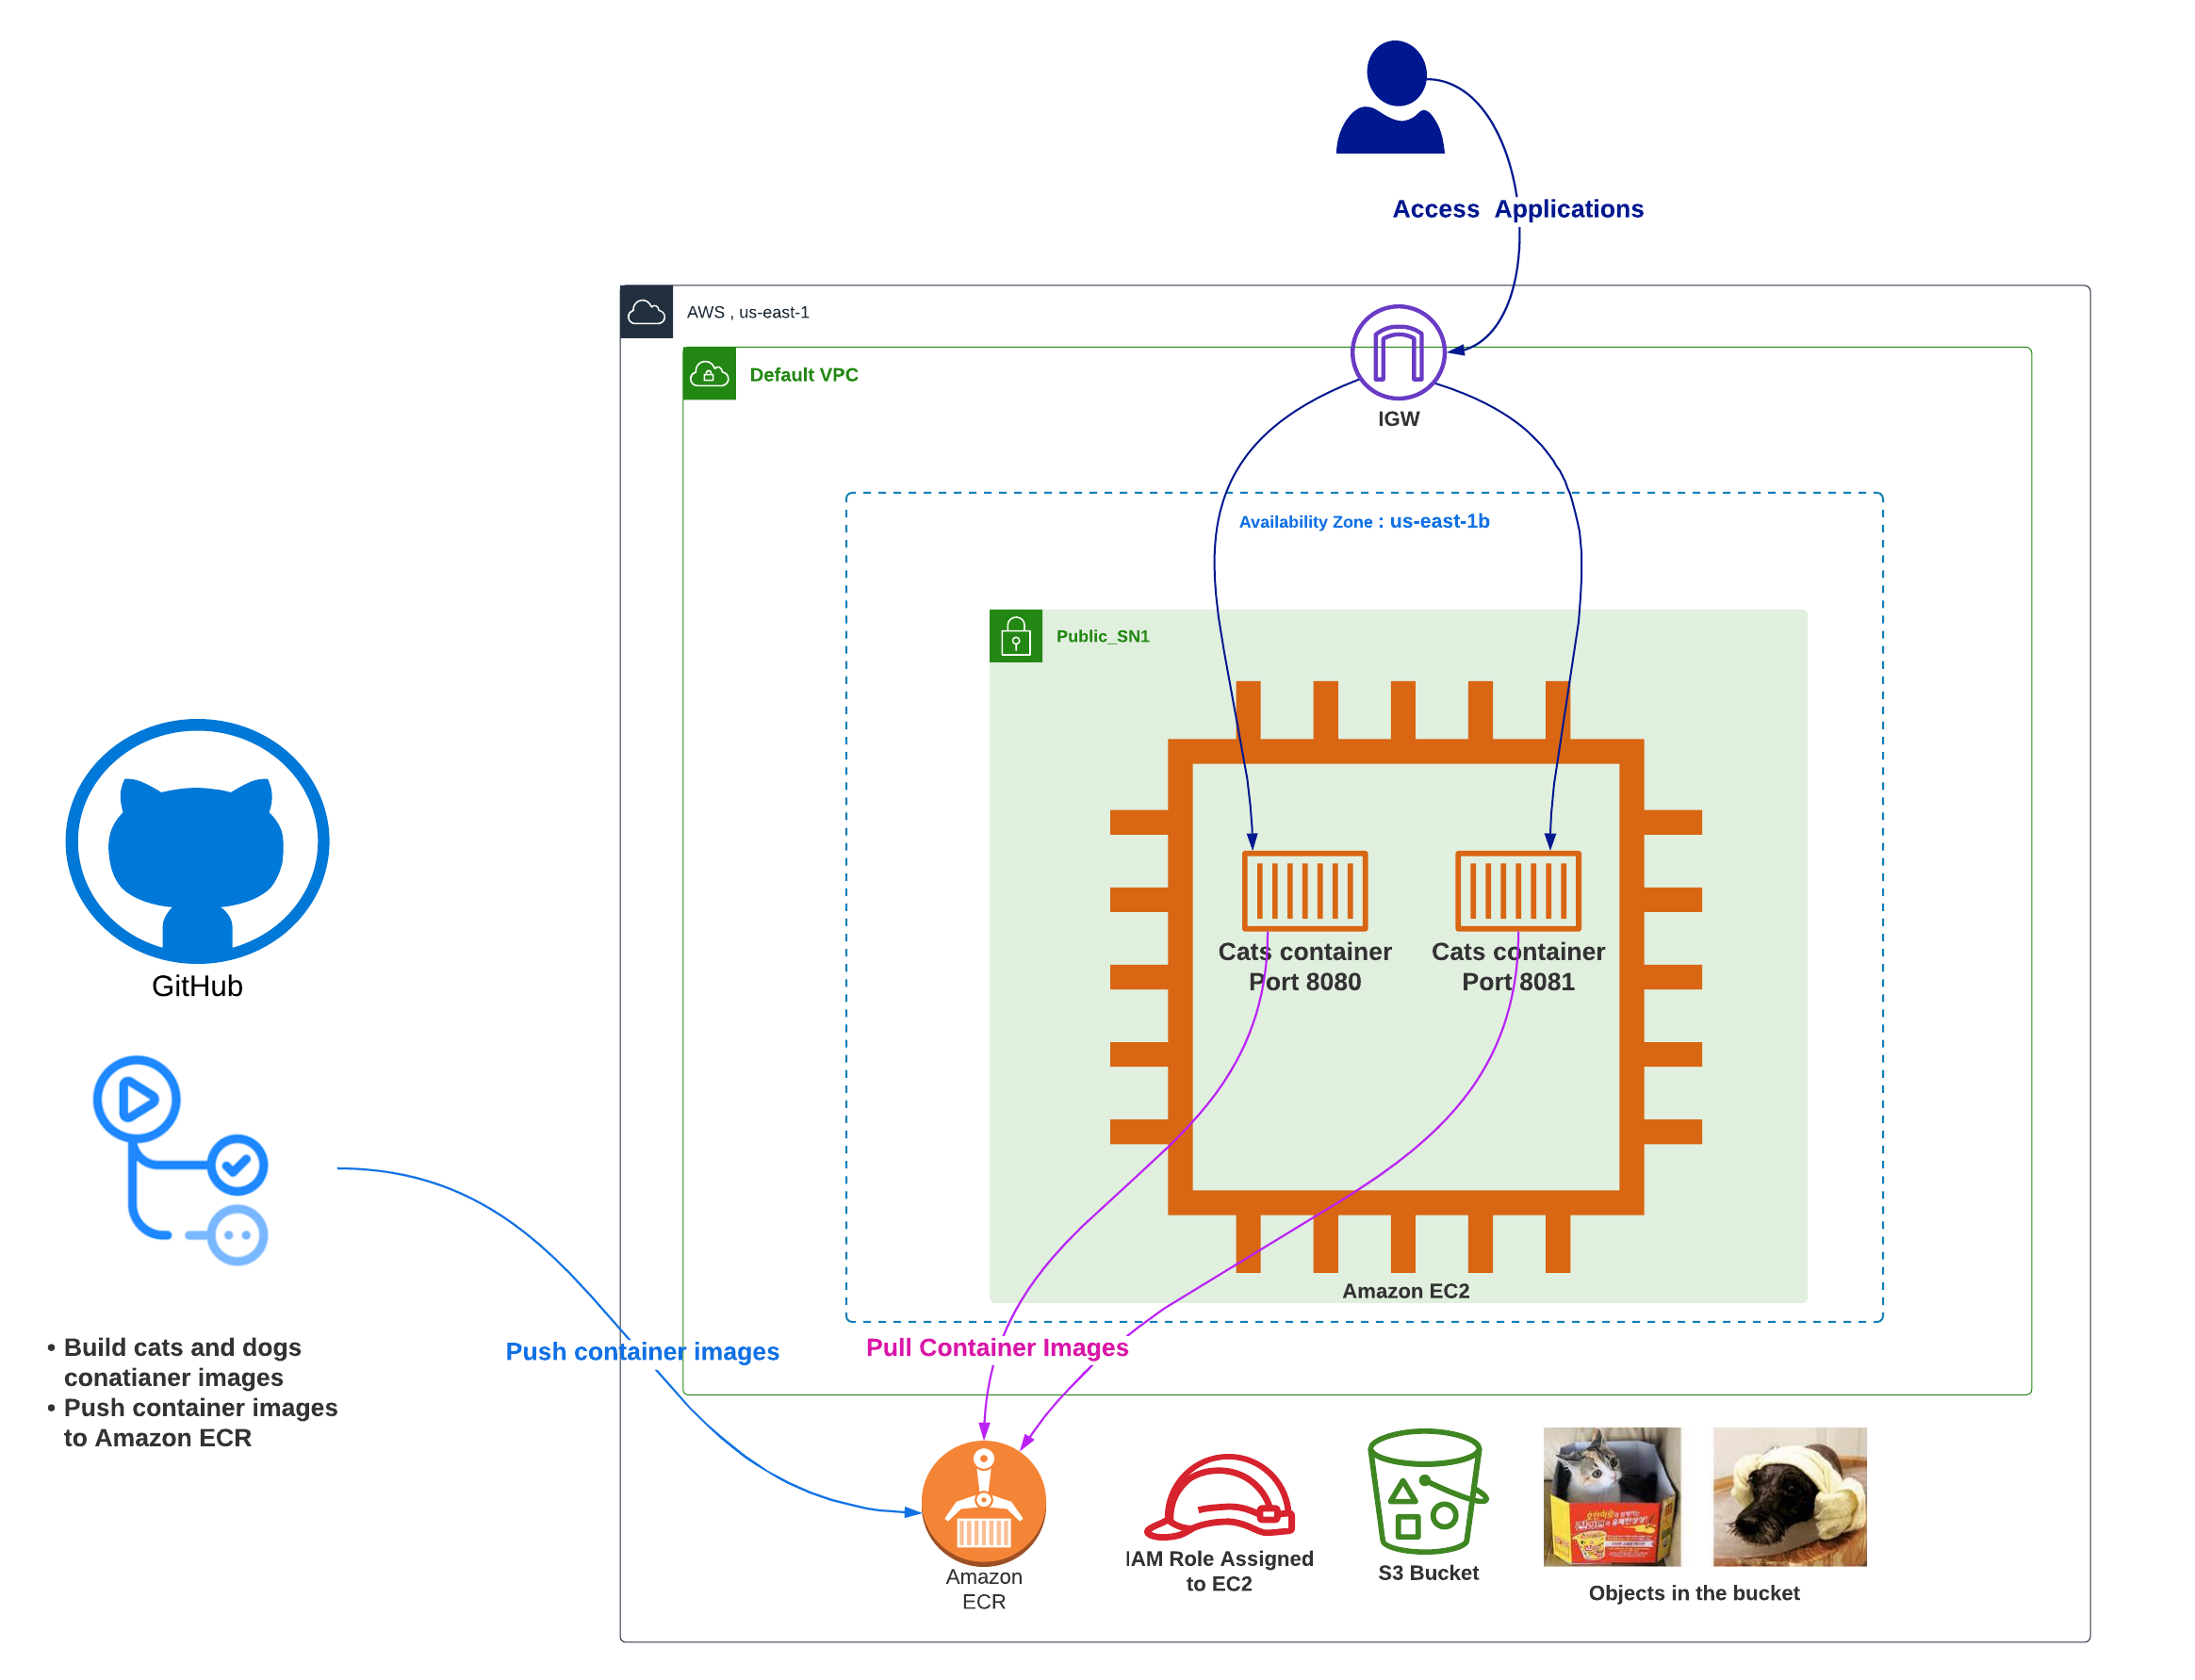 Access Applications
AWS , us-east-1
Default VPC
IGW
Availability Zone : us-east-1b
Public_SN1
GitHub
Cats container
Port 8080
Cats container
Port 8081
Amazon EC2
• Build cats and dogs
conatianer images
• Push container images
to Amazon ECR
Push container images
Pull Container Images
Amazon
ECR
IAM Role Assigned
to EC2
S3 Bucket
Objects in the bucket